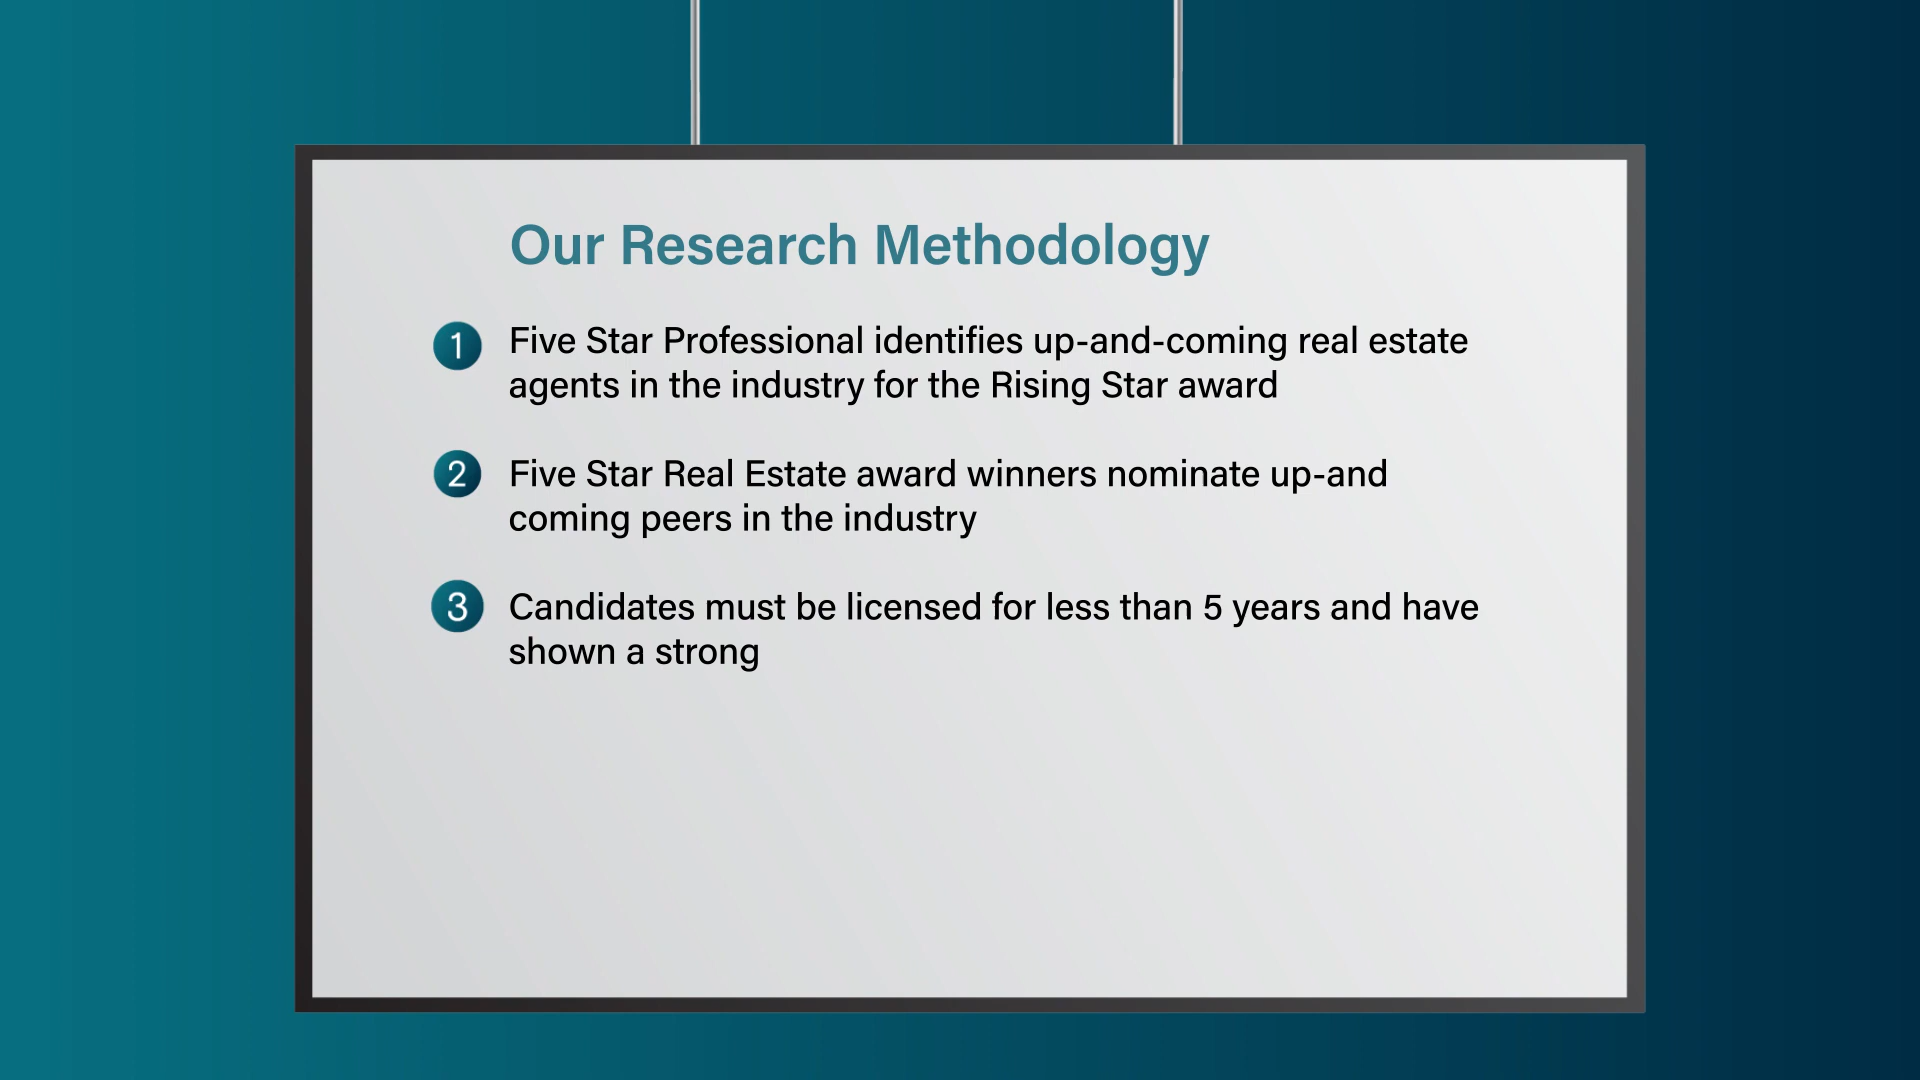 Our Research Methodology
1 Five Star Professional identifies up-and-coming real estate
agents in the industry for the Rising Star award
2 Five Star Real Estate award winners nominate up-and
coming peers in the industry
3 Candidates must be licensed for less than 5 years and have
shown a strong